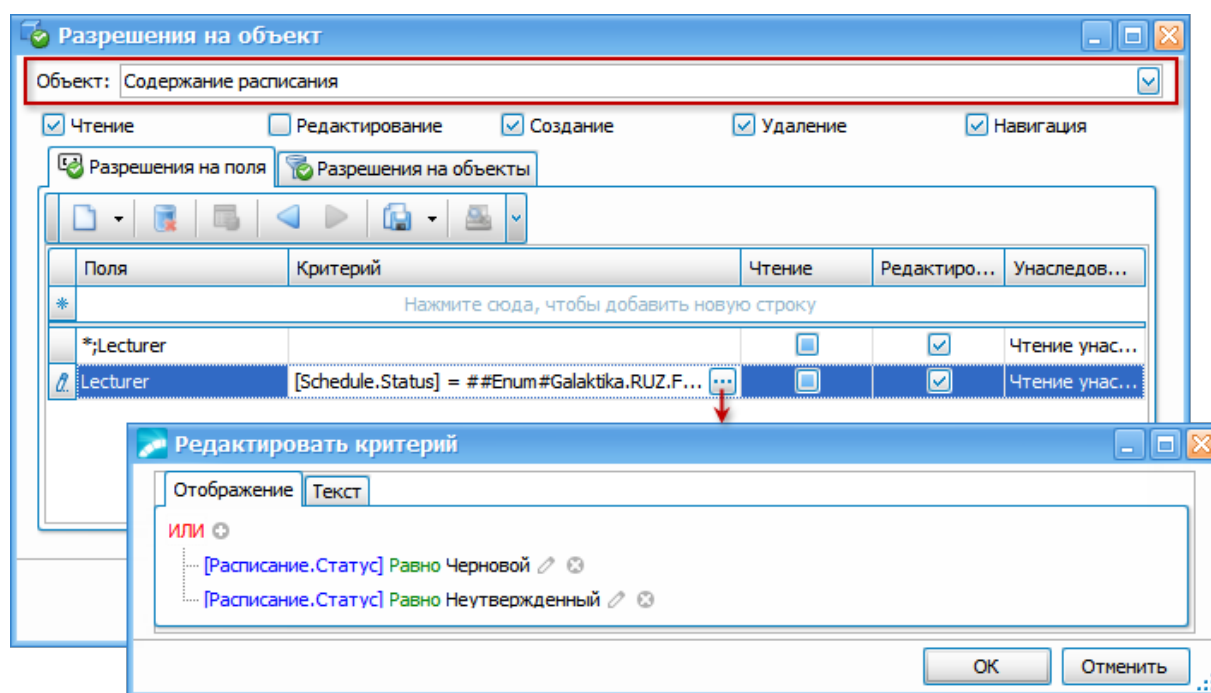 Разрешения на объект
Объект: Содержание расписания
Чтение Редактирование Создание Удаление Навигация
Разрешения на поля Разрешения на объекты
Поля Критерий Чтение Редактиро... Унаследов...
Нажмите сюда, чтобы добавить новую строку
*;Lecturer Чтение унас...
Lecturer [Schedule.Status] = ##Enum#Galaktika.RUZ.F... ... Чтение унас...
Редактировать критерий
Отображение Текст
ИЛИ
[Расписание.Статус] Равно Черновой
[Расписание.Статус] Равно Неутвержденный
ОК Отменить